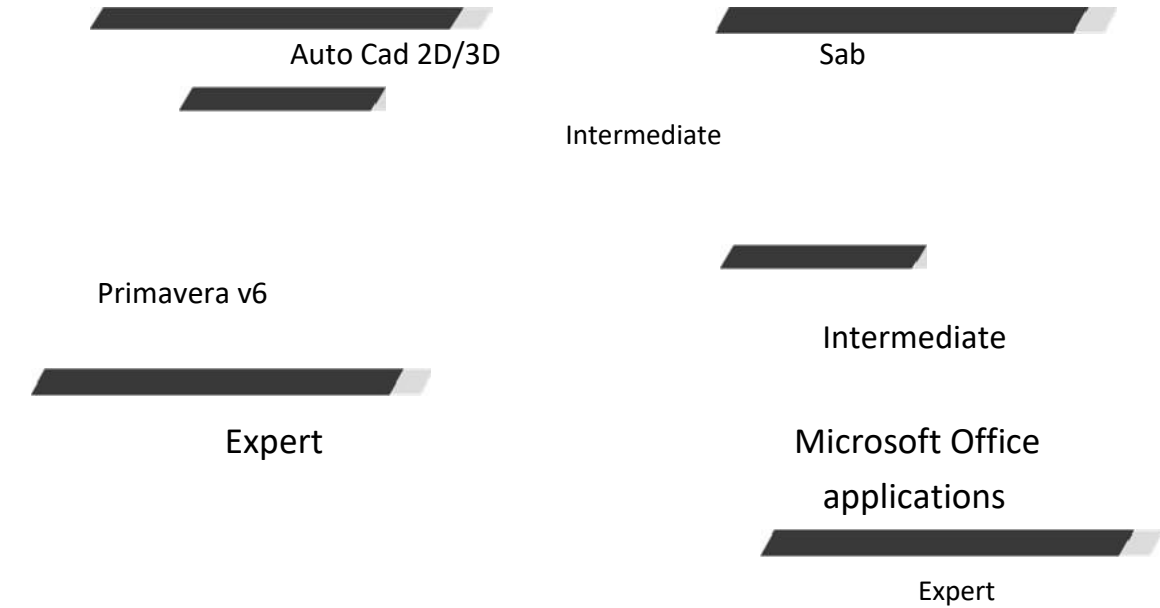 Auto Cad 2D/3D
Sab
Intermediate
Primavera v6
Intermediate
Expert
Microsoft Office
applications
Expert